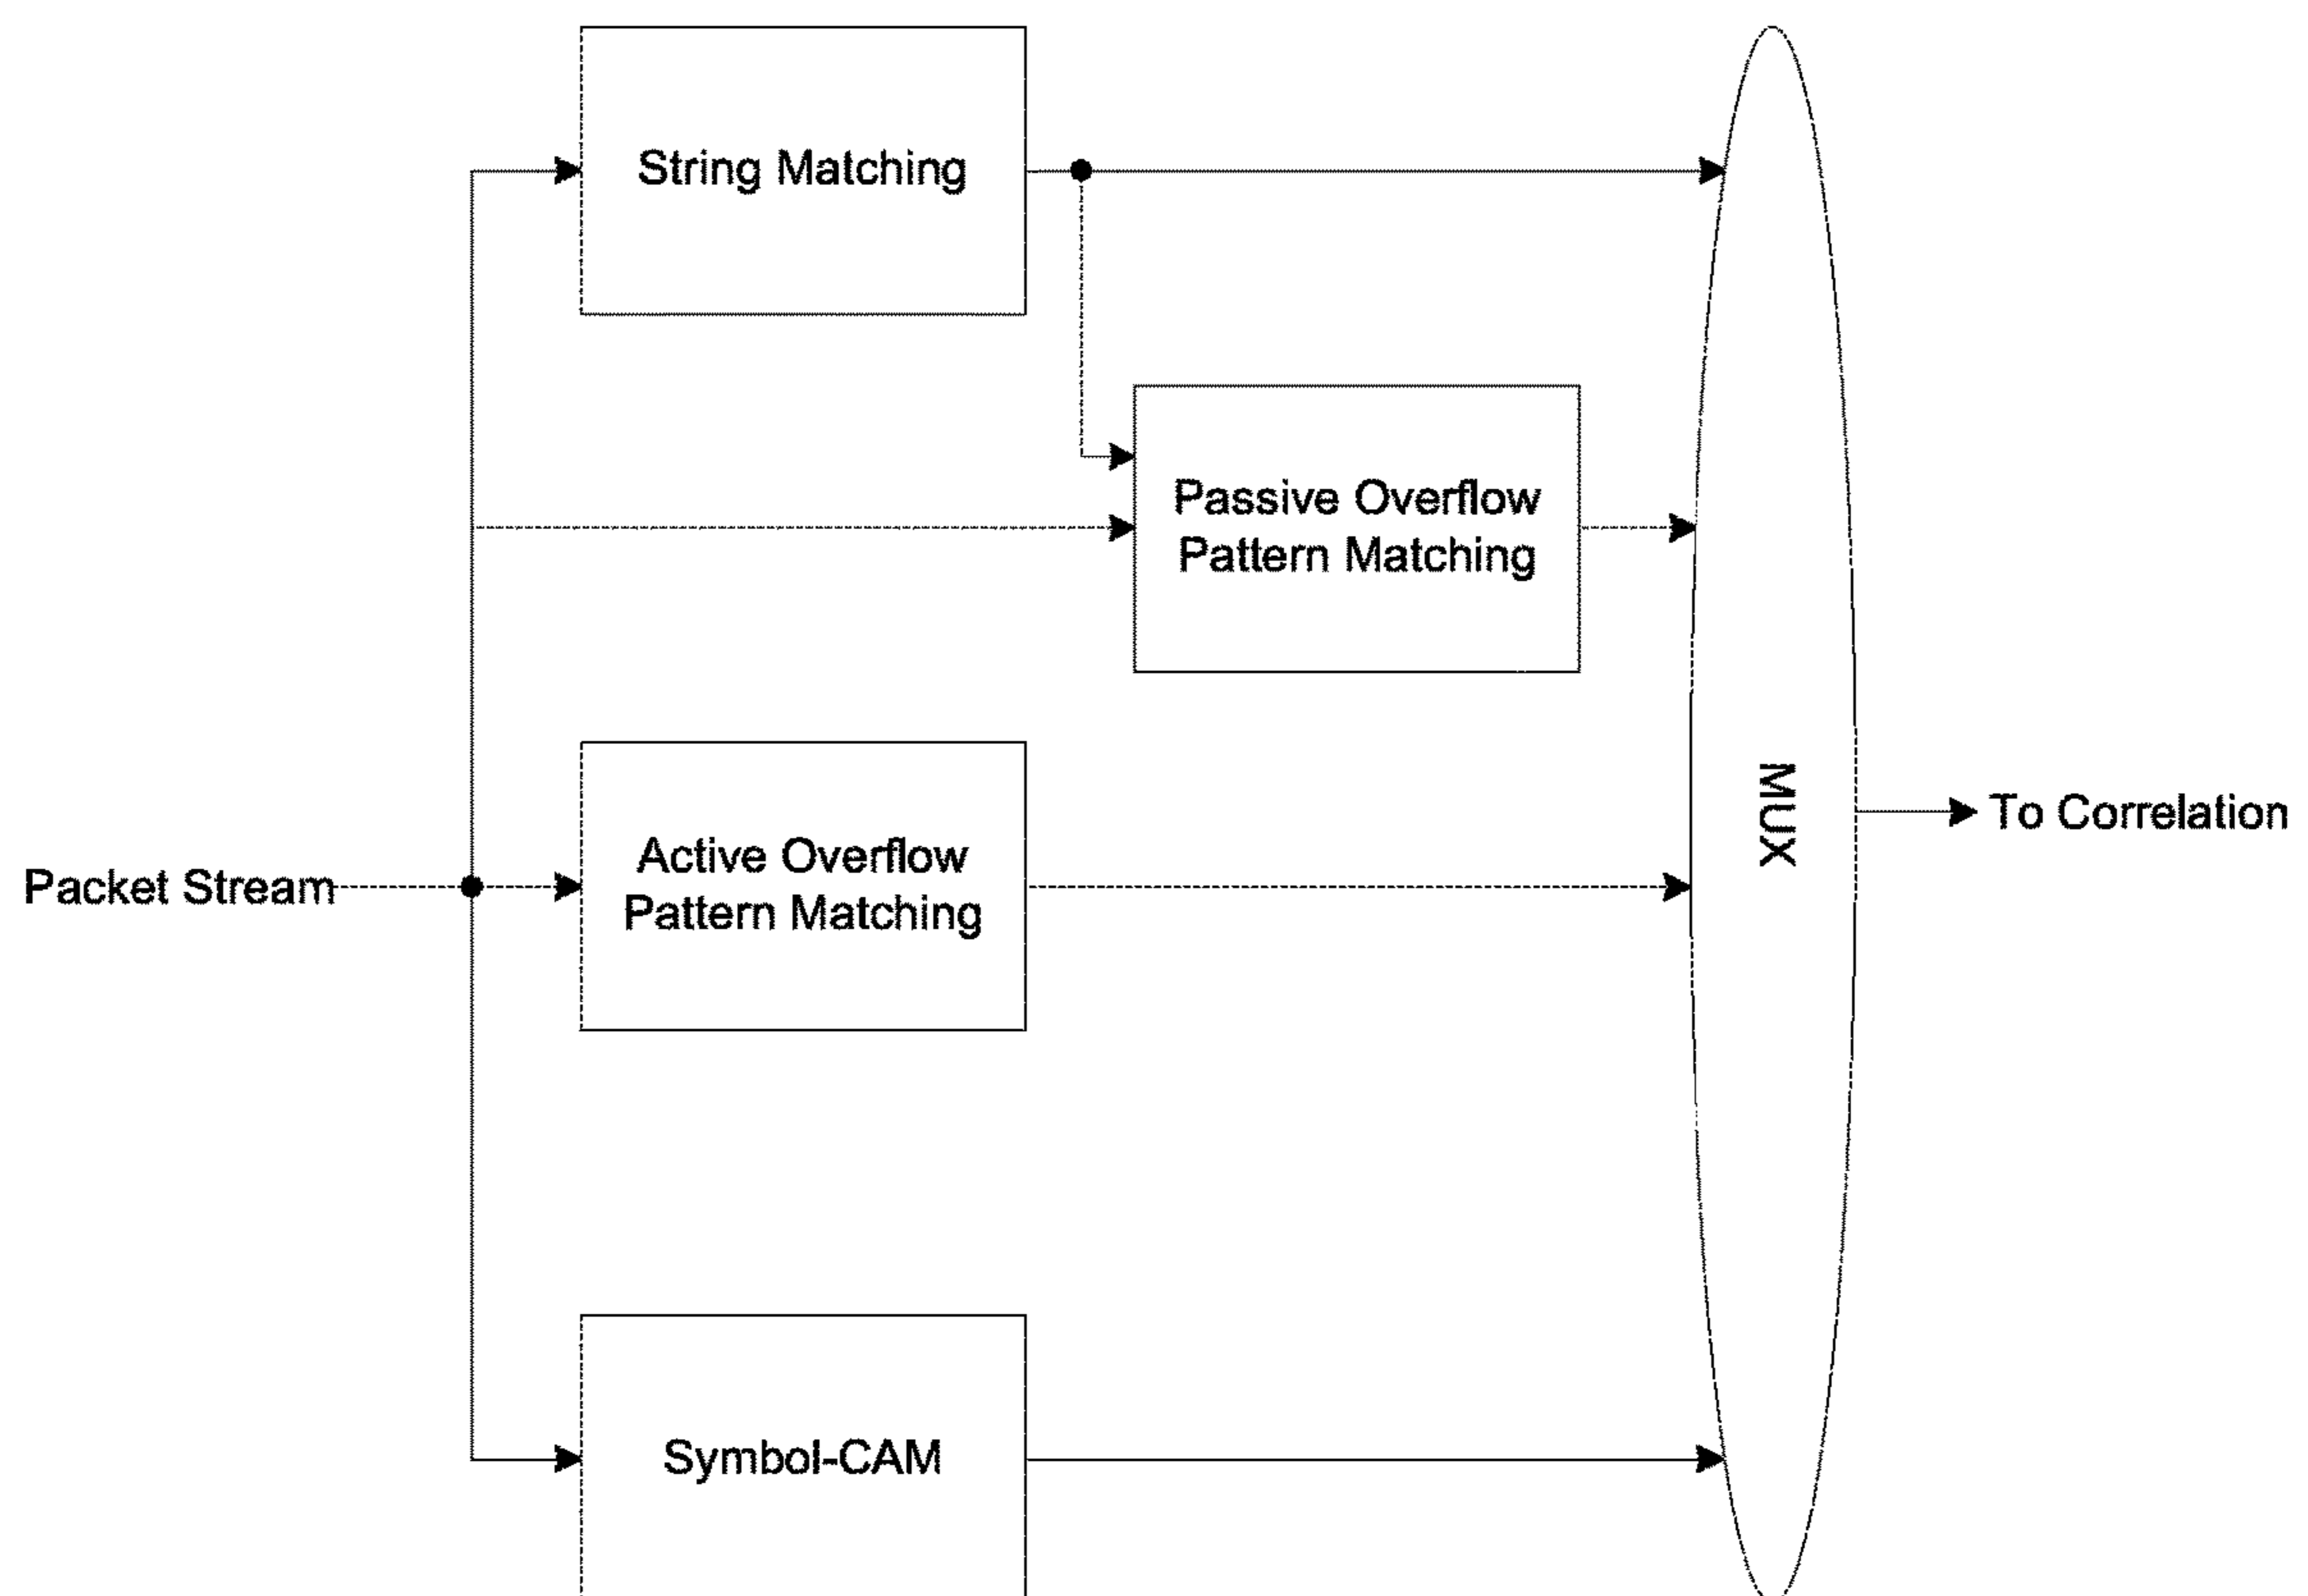 String Matching
Passive Overflow
Pattern Matching
Active Overflow
Pattern Matching
Packet Stream
MUX
To Correlation
Symbol-CAM